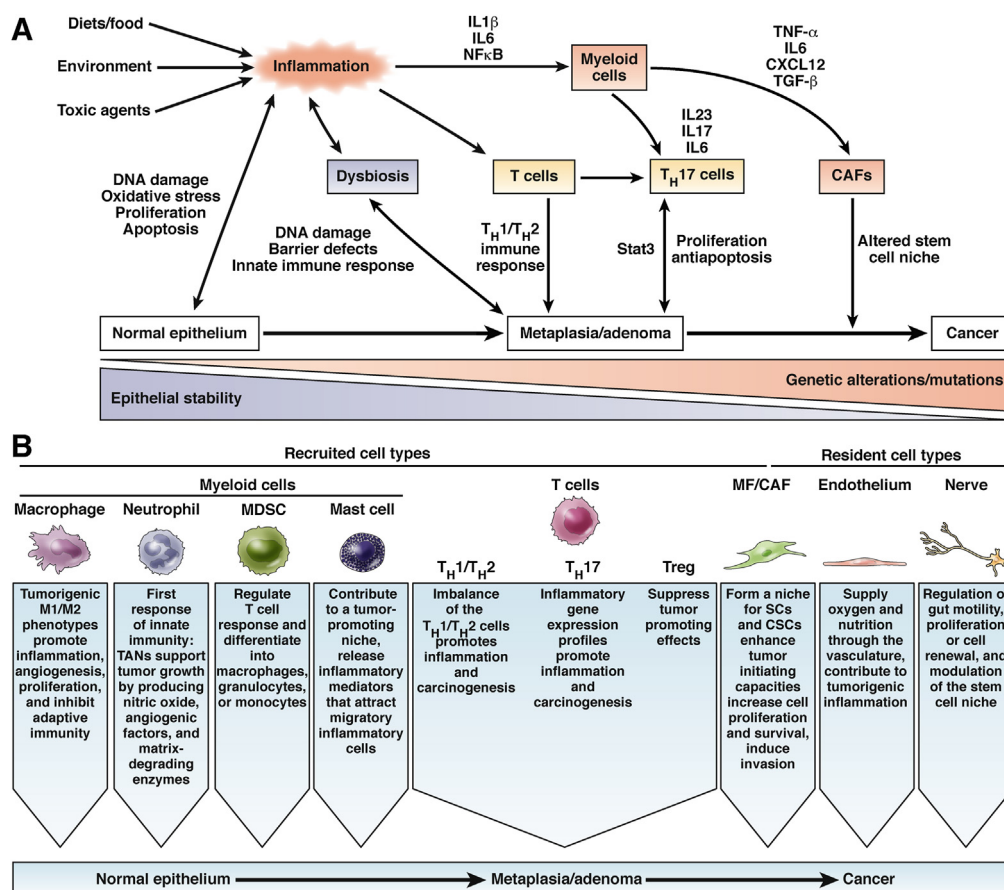 A
Diets/food
Environment
Toxic agents
Inflammation
IL1β
IL6
NFκB
Myeloid
cells
TNF-α
IL6
CXCL12
TGF-β
IL23
IL17
IL6
Dysbiosis
T cells
TH17 cells
CAFs
DNA damage
Oxidative stress
Proliferation
Apoptosis
DNA damage
Barrier defects
Innate immune response
TH1/TH2
immune
response
Stat3
Proliferation
antiapoptosis
Altered stem
cell niche
Normal epithelium
Metaplasia/adenoma
Cancer
Genetic alterations/mutations
Epithelial stability
B
Recruited cell types
Resident cell types
Myeloid cells
T cells
MF/CAF
Endothelium
Nerve
Macrophage
Neutrophil
MDSC
Mast cell
TH1/TH2
TH17
Treg
Tumorigenic
M1/M2
phenotypes
promote
inflammation,
angiogenesis,
proliferation,
and inhibit
adaptive
immunity
First
response
of innate
immunity:
TANs support
tumor growth
by producing
nitric oxide,
angiogenic
factors, and
matrix-
degrading
enzymes
Regulate
T cell
response and
differentiate
into
macrophages,
granulocytes,
or monocytes
Contribute
to a tumor-
promoting
niche,
release
inflammatory
mediators
that attract
migratory
inflammatory
cells
Imbalance
of the
TH1/TH2 cells
promotes
inflammation
and
carcinogenesis
Inflammatory
gene
expression
profiles
promote
inflammation
and
carcinogenesis
Suppress
tumor
promoting
effects
Form a niche
for SCs
and CSCs
enhance
tumor
initiating
capacities
increase cell
proliferation
and survival,
induce
invasion
Supply
oxygen and
nutrition
through the
vasculature,
contribute to
tumorigenic
inflammation
Regulation o
gut motility,
proliferation
or cell
renewal, and
modulation
of the stem
cell niche
Normal epithelium
Metaplasia/adenoma
Cancer